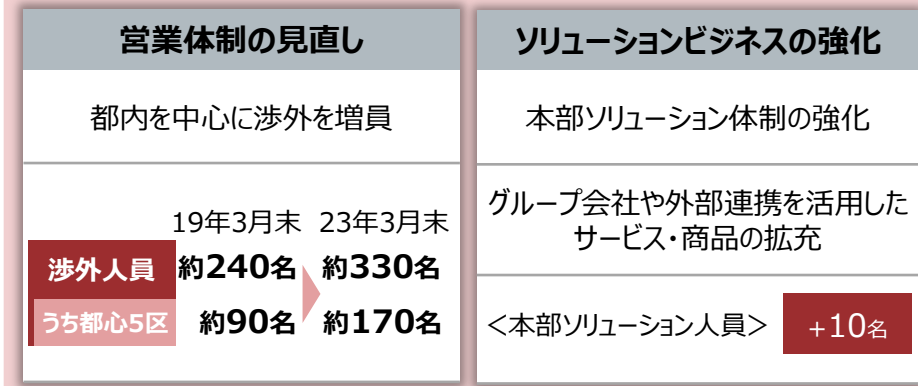 営業体制の見直し
都内を中心に渉外を増員
19年3月末 23年3月末
渉外人員 約240名 約330名
うち都心5区 約90名 約170名
ソリューションビジネスの強化
本部ソリューション体制の強化
グループ会社や外部連携を活用した
サービス・商品の拡充
＜本部ソリューション人員＞ +10名